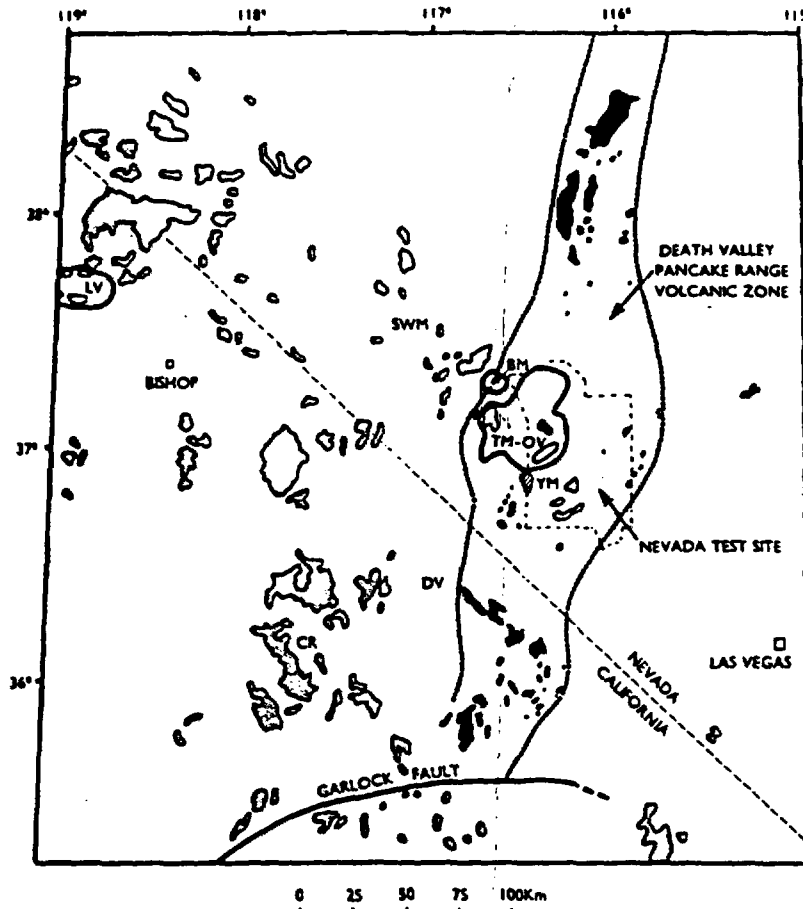 119° 118° 117° 116°
38°
DEATH VALLEY
PANCAKE RANGE
VOLCANIC ZONE
LV
SWM
BM
BISHOP
TM-OV
37°
YM
NEVADA TEST SITE
DV
CR
NEVADA
CALIFORNIA
LAS VEGAS
36°
GARLOCK FAULT
0 25 50 75 100Km